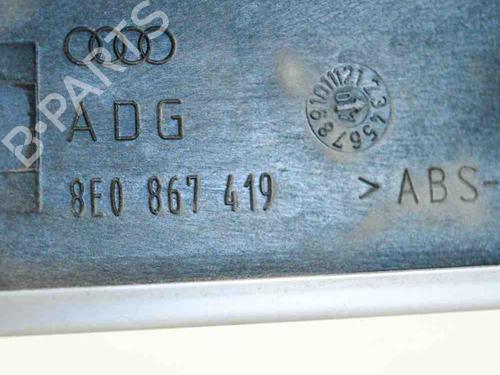 B-PARTS
ADG
8E0 867 419
> ABS-